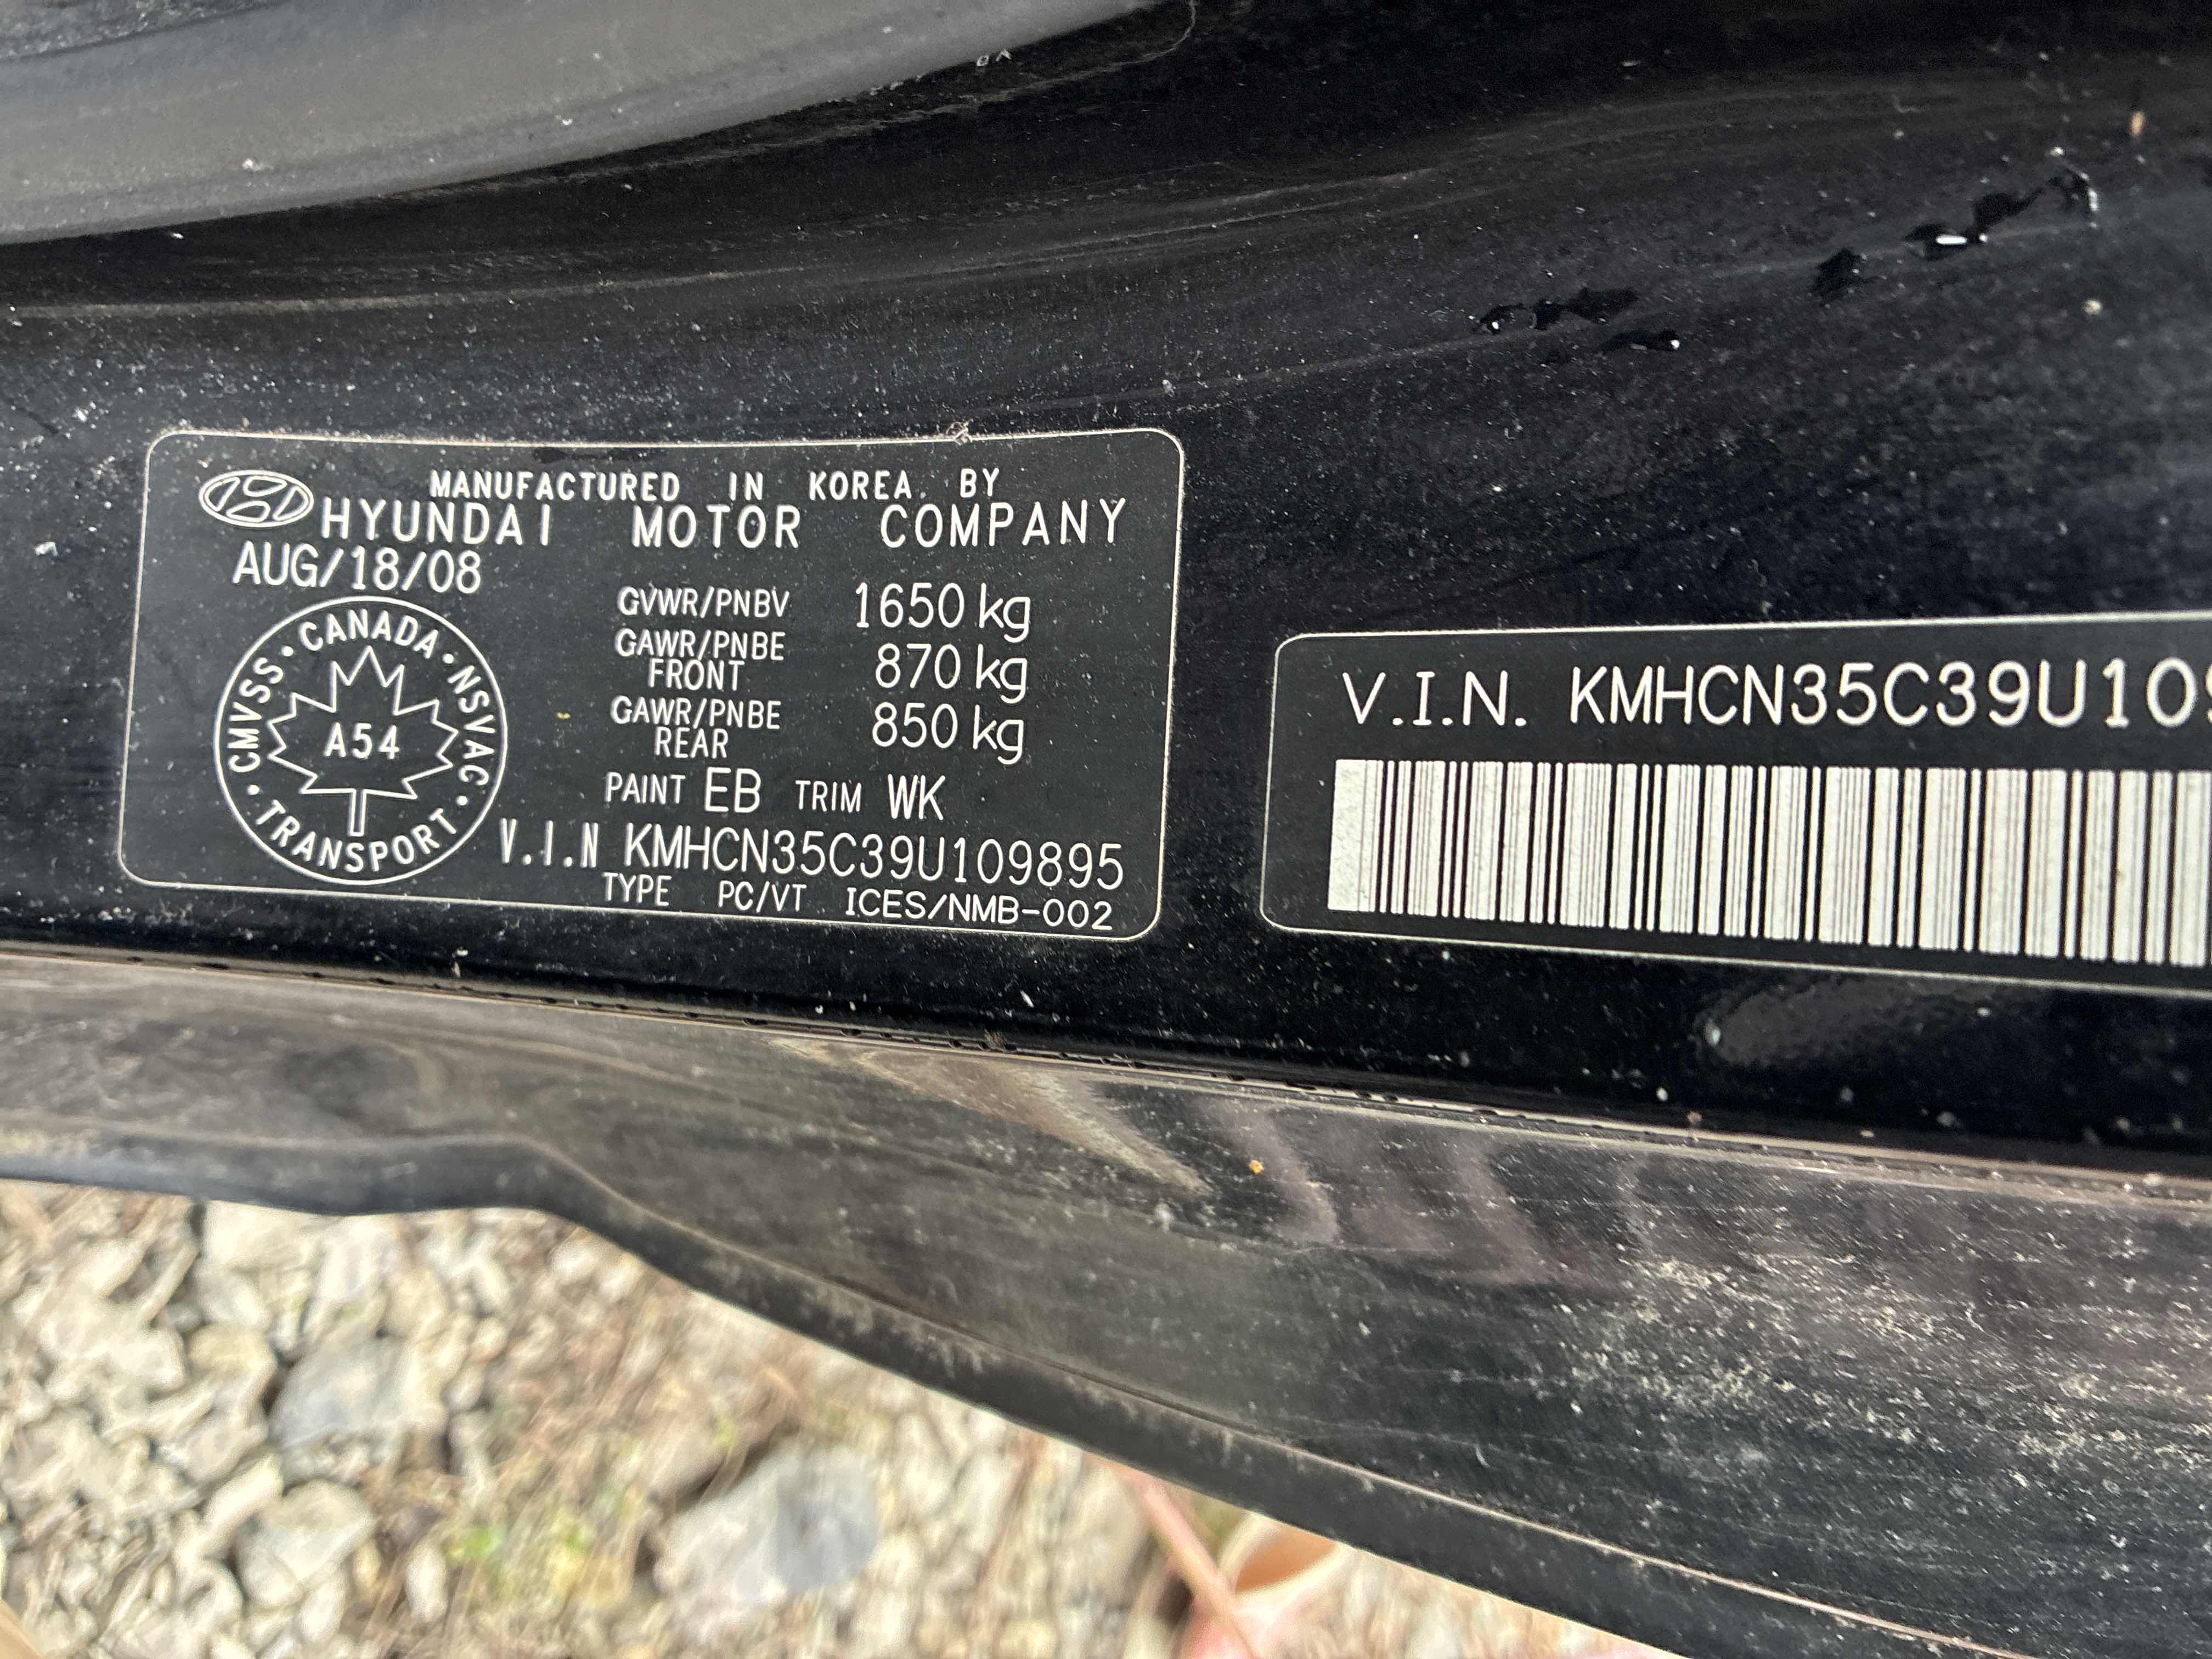 MANUFACTURED IN KOREA BY
HYUNDAI MOTOR COMPANY
AUG/18/08
GVWR/PNBV 1650 kg
GAWR/PNBE FRONT 870 kg
GAWR/PNBE REAR 850 kg
PAINT EB TRIM WK
V.I.N KMHCN35C39U109895
TYPE PC/VT ICES/NMB-002
CMVSS · CANADA · NSVAC · TRANSPORT ·
A54
V.I.N. KMHCN35C39U109